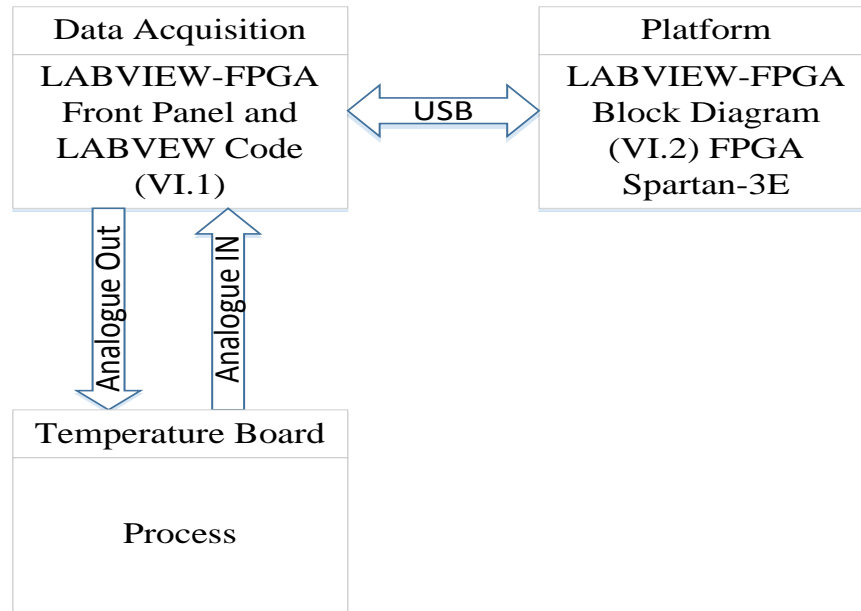 Data Acquisition
LABVIEW-FPGA
Front Panel and
LABVEW Code
(VI.1)
USB
Platform
LABVIEW-FPGA
Block Diagram
(VI.2) FPGA
Spartan-3E
Analogue Out
Analogue IN
Temperature Board
Process